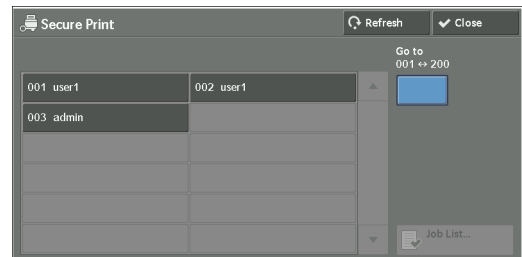 Secure Print
Refresh
Close
Go to
001 ↔ 200
001 user1
002 user1
003 admin
Job List...